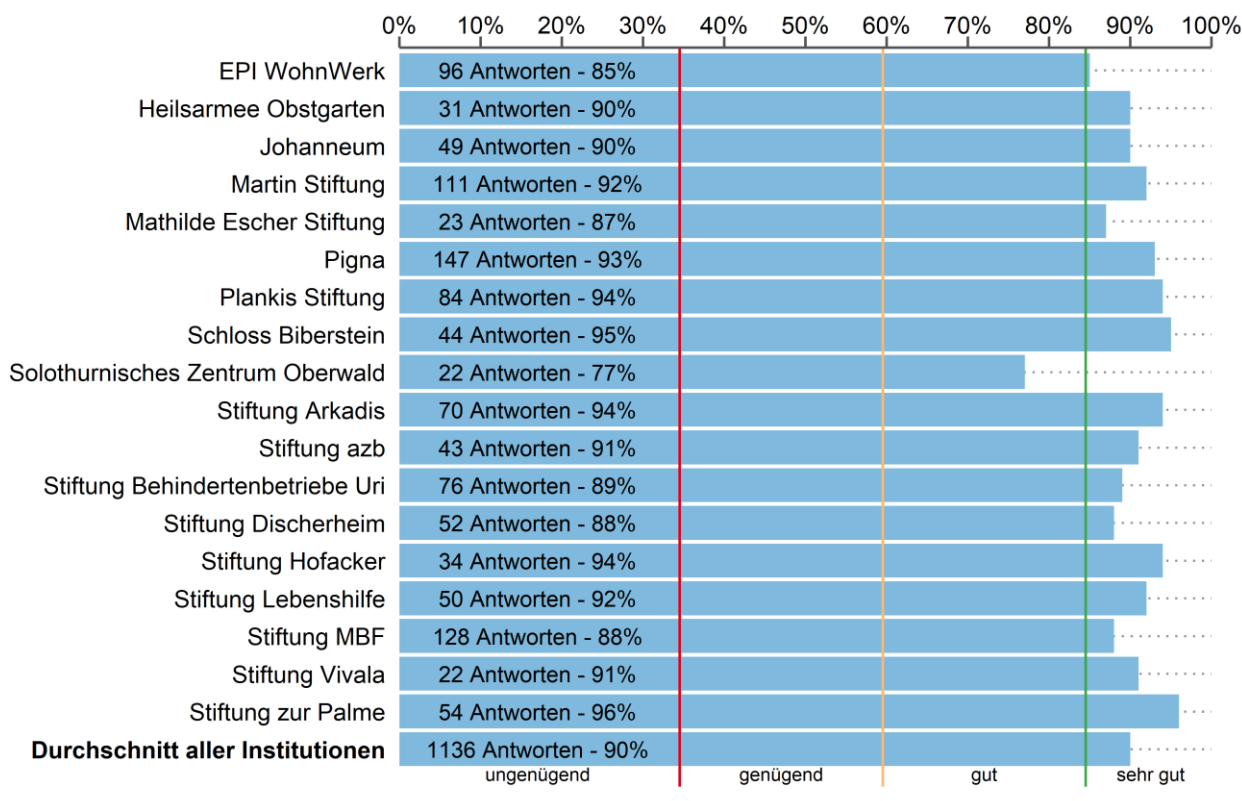 0% 10% 20% 30% 40% 50% 60% 70% 80% 90% 100%
EPI WohnWerk 96 Antworten - 85%
Heilsarmee Obstgarten 31 Antworten - 90%
Johanneum 49 Antworten - 90%
Martin Stiftung 111 Antworten - 92%
Mathilde Escher Stiftung 23 Antworten - 87%
Pigna 147 Antworten - 93%
Plankis Stiftung 84 Antworten - 94%
Schloss Biberstein 44 Antworten - 95%
Solothurnisches Zentrum Oberwald 22 Antworten - 77%
Stiftung Arkadis 70 Antworten - 94%
Stiftung azb 43 Antworten - 91%
Stiftung Behindertenbetriebe Uri 76 Antworten - 89%
Stiftung Discherheim 52 Antworten - 88%
Stiftung Hofacker 34 Antworten - 94%
Stiftung Lebenshilfe 50 Antworten - 92%
Stiftung MBF 128 Antworten - 88%
Stiftung Vivala 22 Antworten - 91%
Stiftung zur Palme 54 Antworten - 96%
Durchschnitt aller Institutionen 1136 Antworten - 90%
ungenügend genügend gut sehr gut